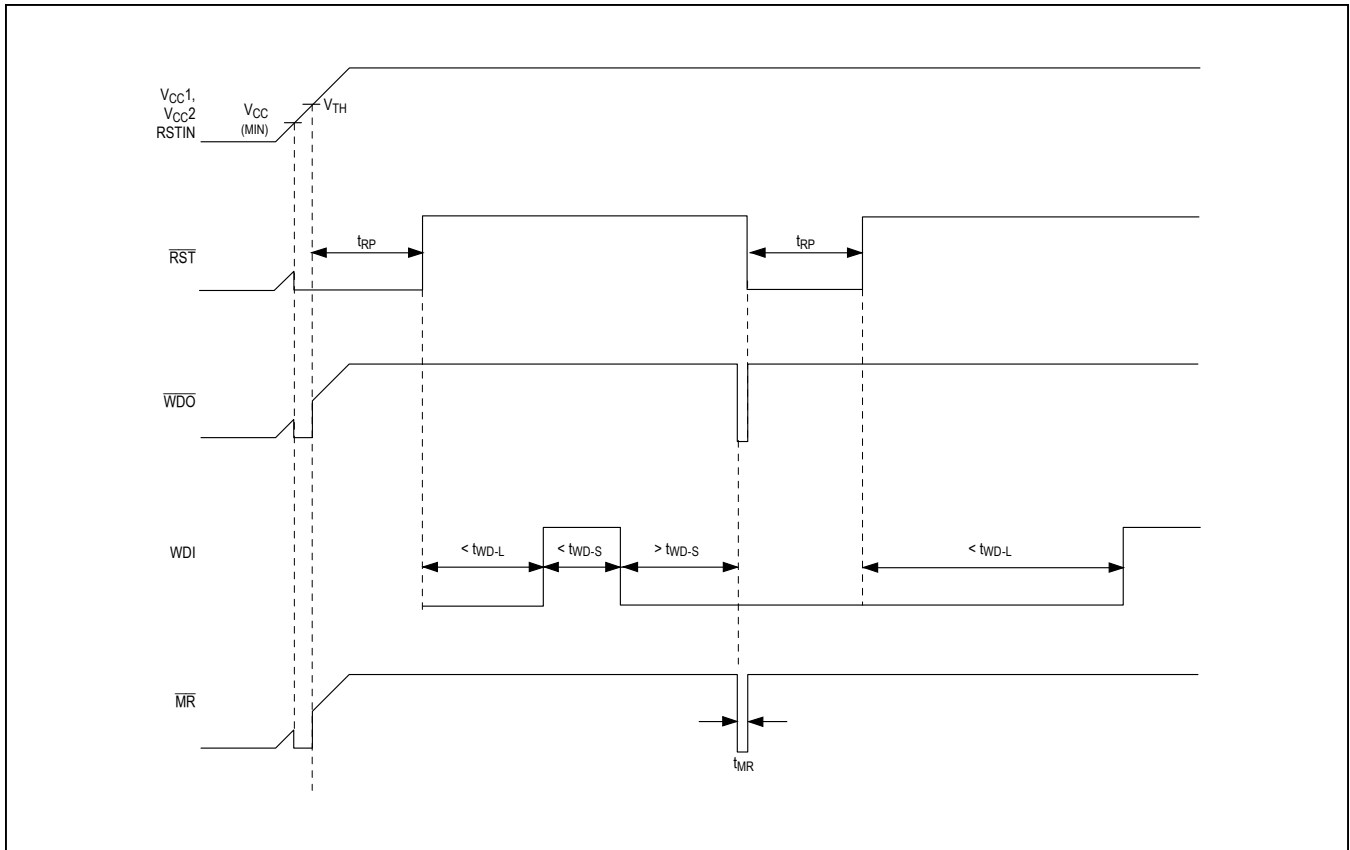 VCC1,
VCC2
RSTIN
VCC
(MIN)
VTH
RST
tRP
tRP
WDO
WDI
< tWD-L
< tWD-S
> tWD-S
< tWD-L
MR
tMR